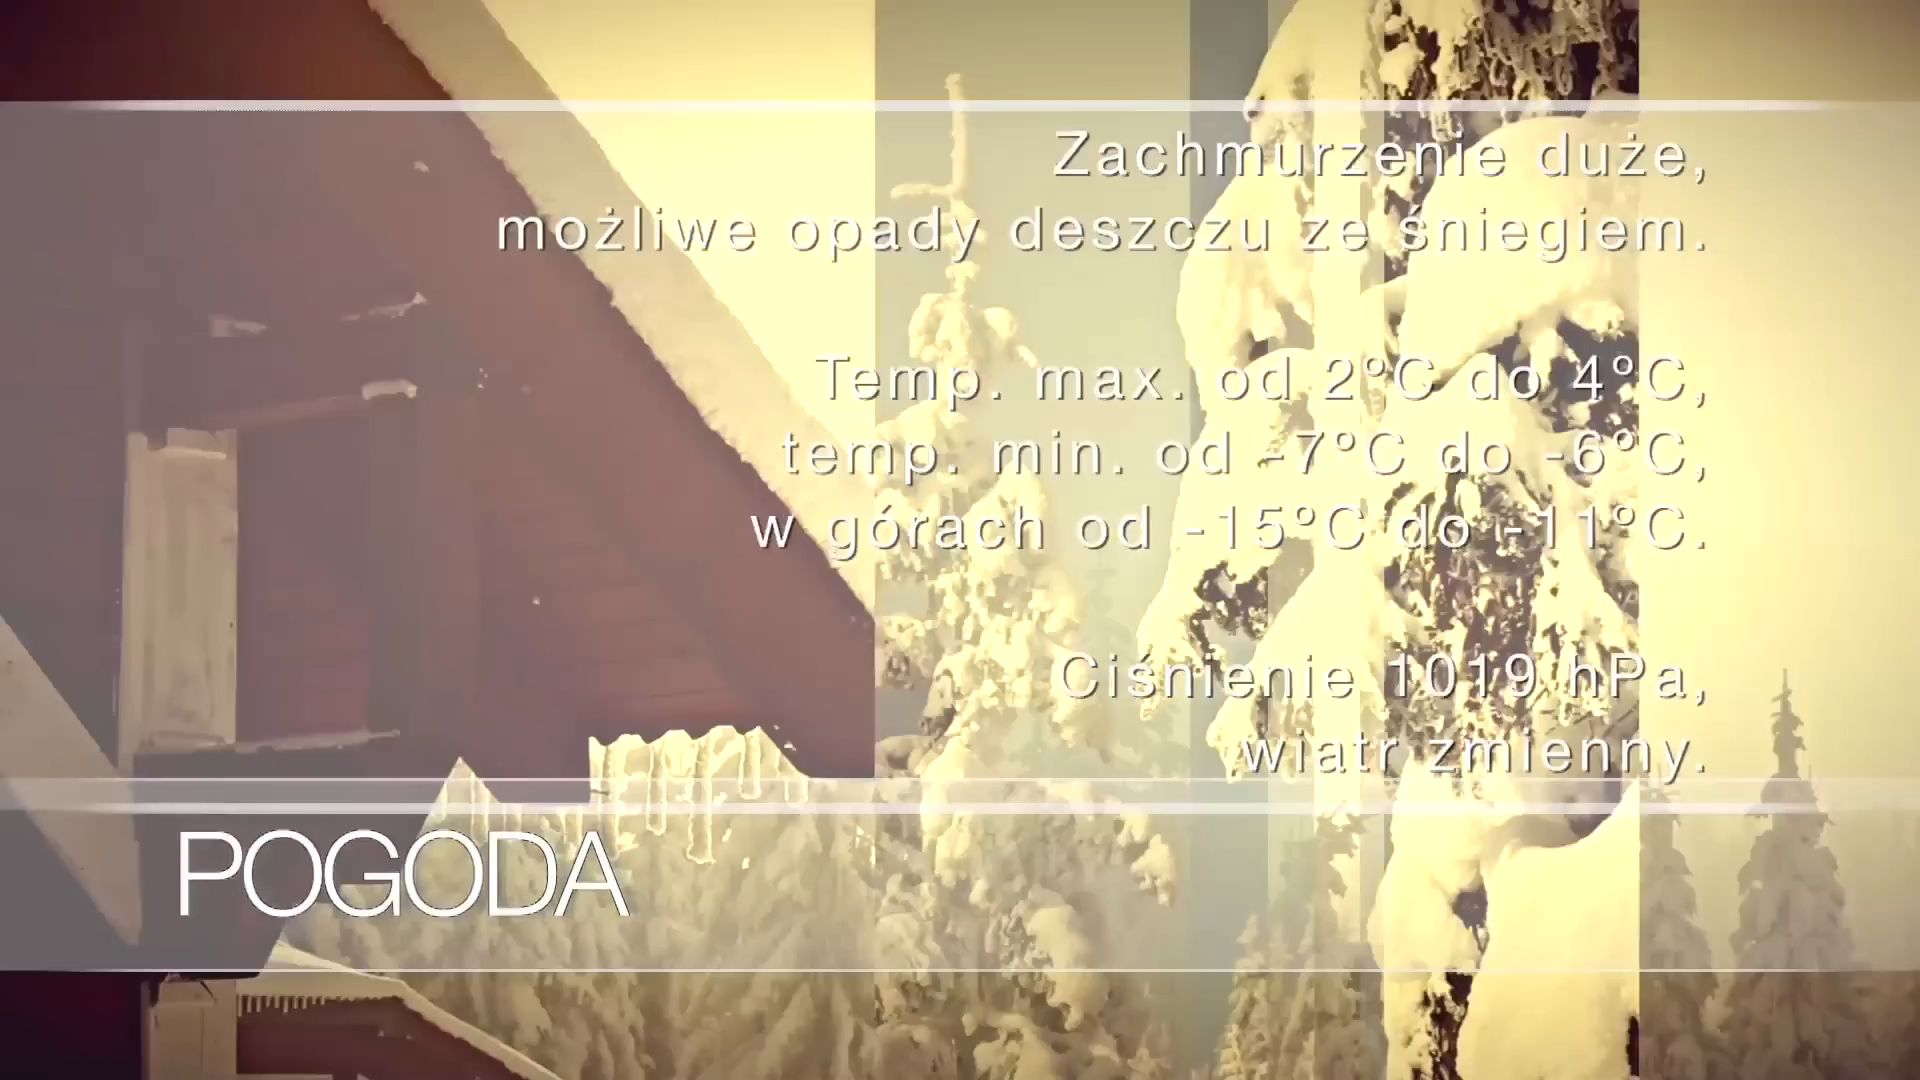 Zachmurzenie duże,
możliwe opady deszczu ze śniegiem.
Temp. max. od 2°C do 4°C,
temp. min. od -7°C do -6°C,
w górach od -15°C do -11°C.
Ciśnienie 1019 hPa,
wiatr zmienny.
POGODA